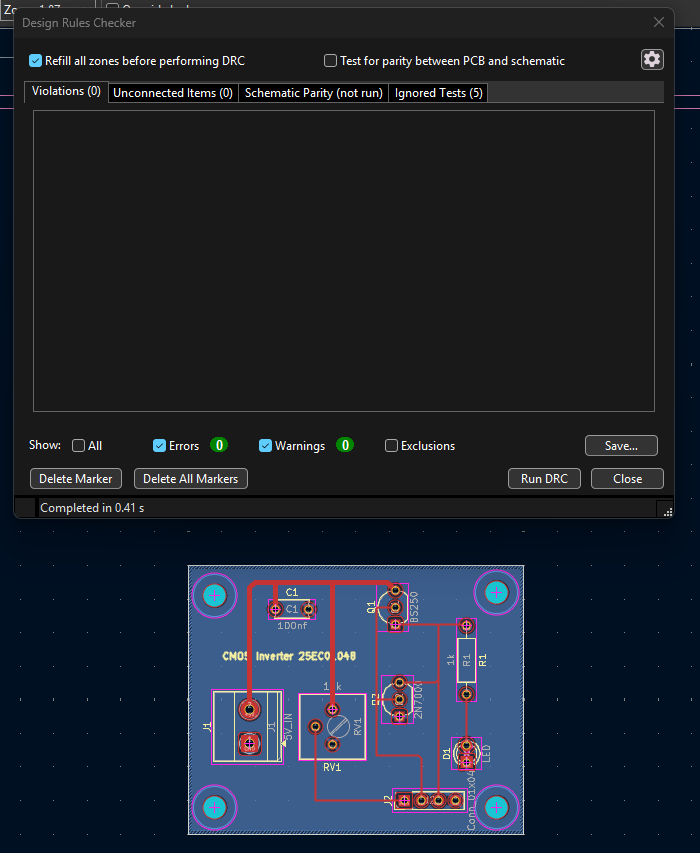 Design Rules Checker
Refill all zones before performing DRC
Test for parity between PCB and schematic
Violations (0)
Unconnected Items (0)
Schematic Parity (not run)
Ignored Tests (5)
Show:
All
Errors
0
Warnings
0
Exclusions
Save...
Delete Marker
Delete All Markers
Run DRC
Close
Completed in 0.41 s
C1
C1
100nf
Q1
BS250
1k
R1
R1
CMOS Inverter
2N7000
J1
J1
5V_IN
RV1
RV1
D1
LED
J2
Conn_01x04